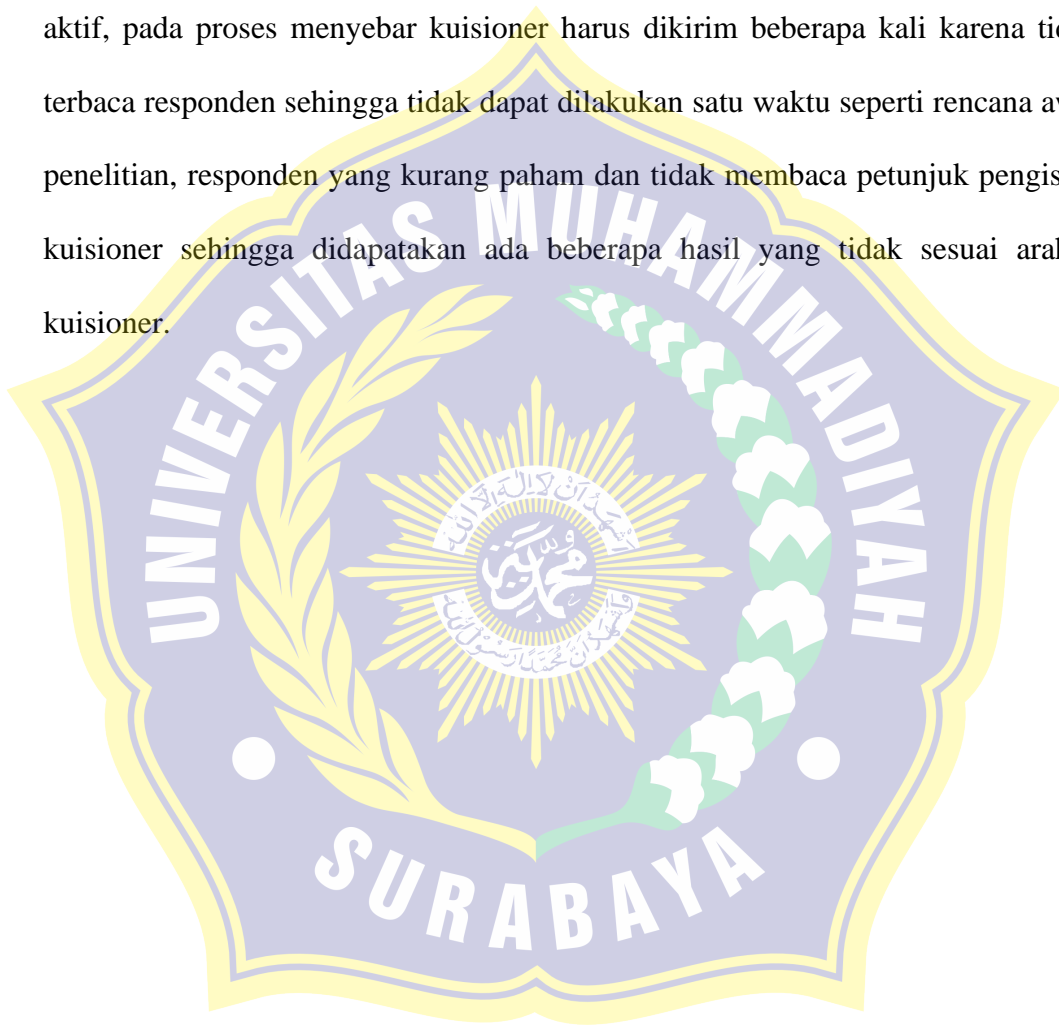 aktif, pada proses menyebar kuisioner harus dikirim beberapa kali karena
terbaca responden sehingga tidak dapat dilakukan satu waktu seperti rencana
penelitian, responden yang kurang paham dan tidak membaca petunjuk
kuisioner sehingga didapatakan ada beberapa hasil yang tidak sesuai
kuisioner.
UNIVERSITAS MUHAMMADIYAH
SURABAYA